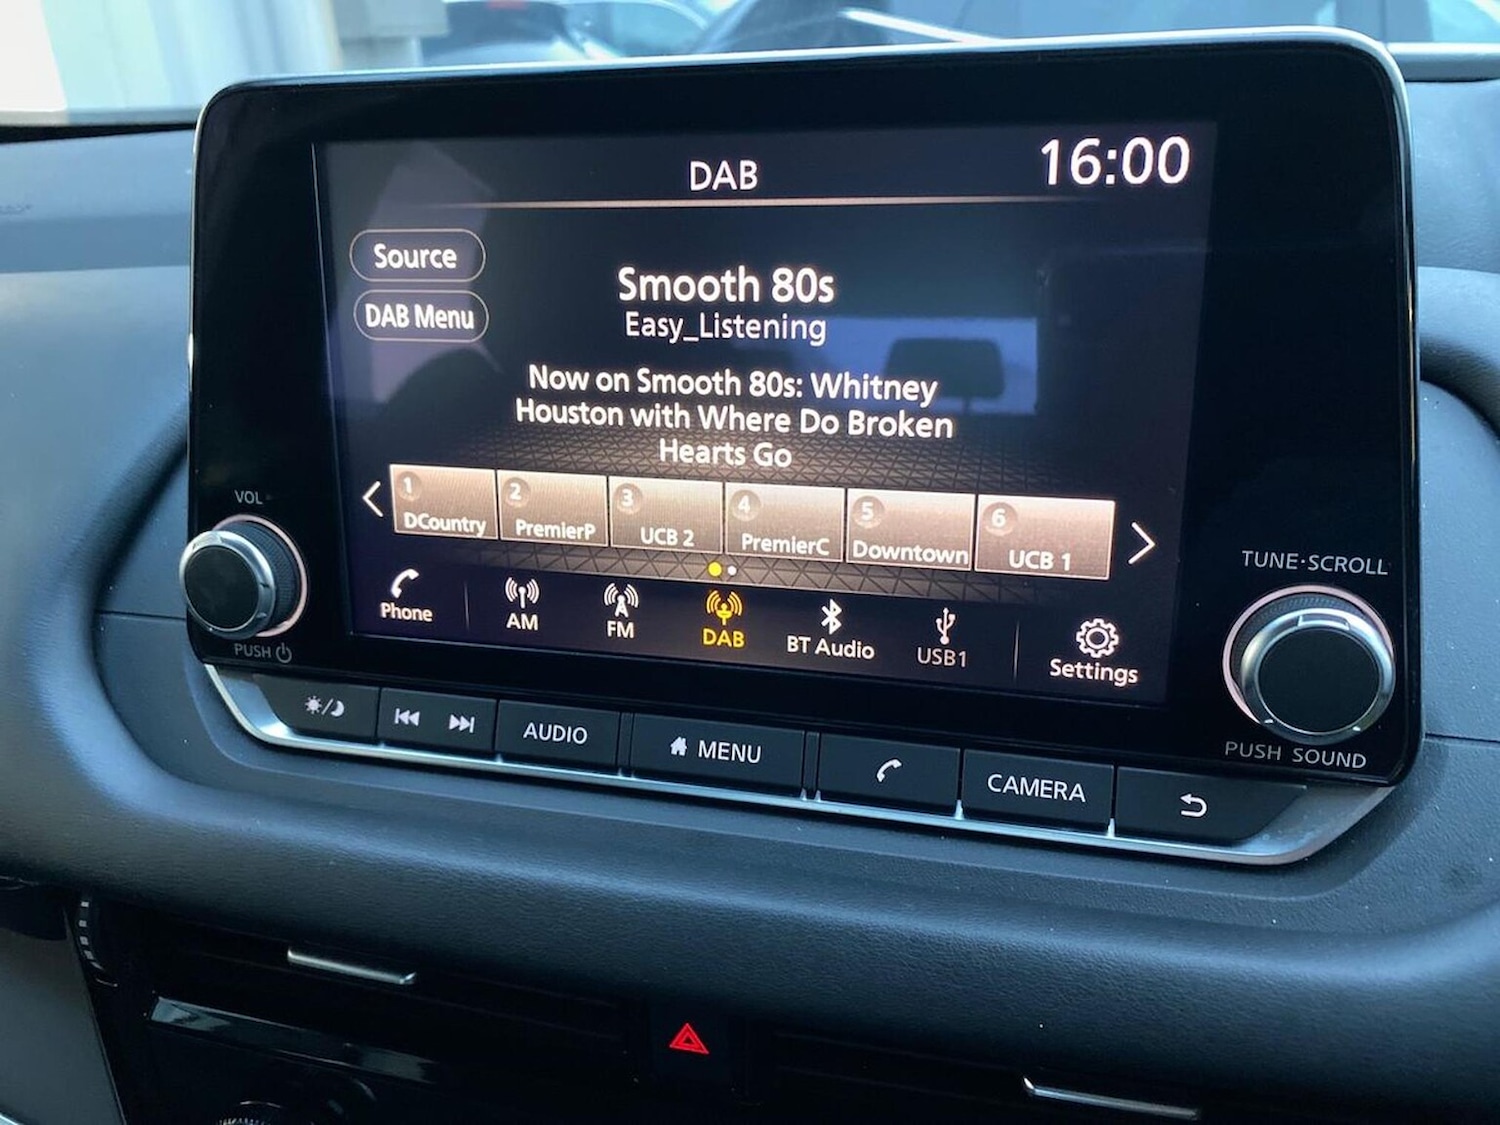 DAB
16:00
Source
DAB Menu
Smooth 80s
Easy_Listening
Now on Smooth 80s: Whitney
Houston with Where Do Broken
Hearts Go
1
DCountry
2
PremierP
3
UCB 2
4
PremierC
5
Downtown
6
UCB 1
Phone
AM
FM
DAB
BT Audio
USB1
Settings
VOL
PUSH
TUNE·SCROLL
PUSH SOUND
AUDIO
MENU
CAMERA